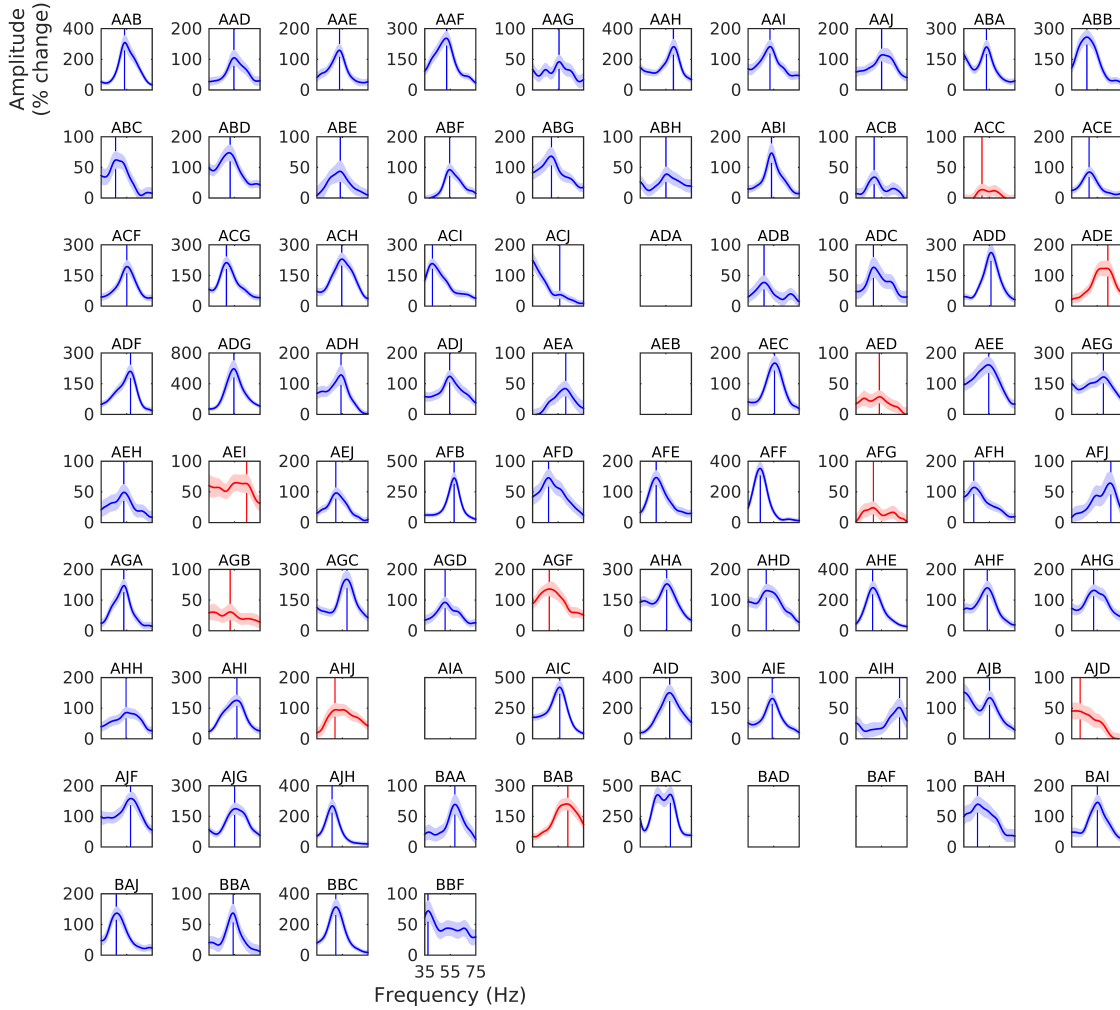 Amplitude
(% change)
AAB AAD AAE AAF AAG AAH AAI AAJ ABA ABB
400 200 200 300 100 400 300 200 300 300
200 100 100 150 50 200 150 100 150 150
0 0 0 0 0 0 0 0 0 0
ABC ABD ABE ABF ABG ABH ABI ACB ACC ACE
100 200 100 200 200 100 200 100 100 200
50 100 50 100 100 50 100 50 50 100
0 0 0 0 0 0 0 0 0 0
ACF ACG ACH ACI ACJ ADA ADB ADC ADD ADE
300 300 300 300 200 100 100 300 200
150 150 150 150 100 50 50 150 100
0 0 0 0 0 0 0 0 0
ADF ADG ADH ADJ AEA AEB AEC AED AEE AEG
300 800 200 200 100 200 100 200 300
150 400 100 100 50 100 50 100 150
0 0 0 0 0 0 0 0 0
AEH AEI AEJ AFB AFD AFE AFF AFG AFH AFJ
100 100 200 500 200 200 400 100 200 100
50 50 100 250 100 100 200 50 100 50
0 0 0 0 0 0 0 0 0 0
AGA AGB AGC AGD AGF AHA AHD AHE AHF AHG
200 100 300 200 200 300 200 400 200 200
100 50 150 100 100 150 100 200 100 100
0 0 0 0 0 0 0 0 0 0
AHH AHI AHJ AIA AIC AID AIE AIH AJB AJD
200 300 200 500 400 300 100 200 100
100 150 100 250 200 150 50 100 50
0 0 0 0 0 0 0 0 0
AJF AJG AJH BAA BAB BAC BAD BAF BAH BAI
200 300 400 100 300 500 100 200
100 150 200 50 150 250 50 100
0 0 0 0 0 0 0 0
BAJ BBA BBC BBF
200 100 400 100
100 50 200 50
0 0 0 0
35 55 75
Frequency (Hz)